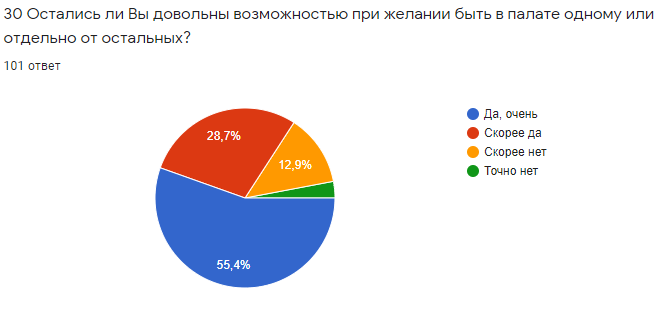 30 Остались ли Вы довольны возможностью при желании быть в палате одному или
отдельно от остальных?
101 ответ
Да, очень
Скорее да
Скорее нет
Точно нет
28,7%
12,9%
55,4%